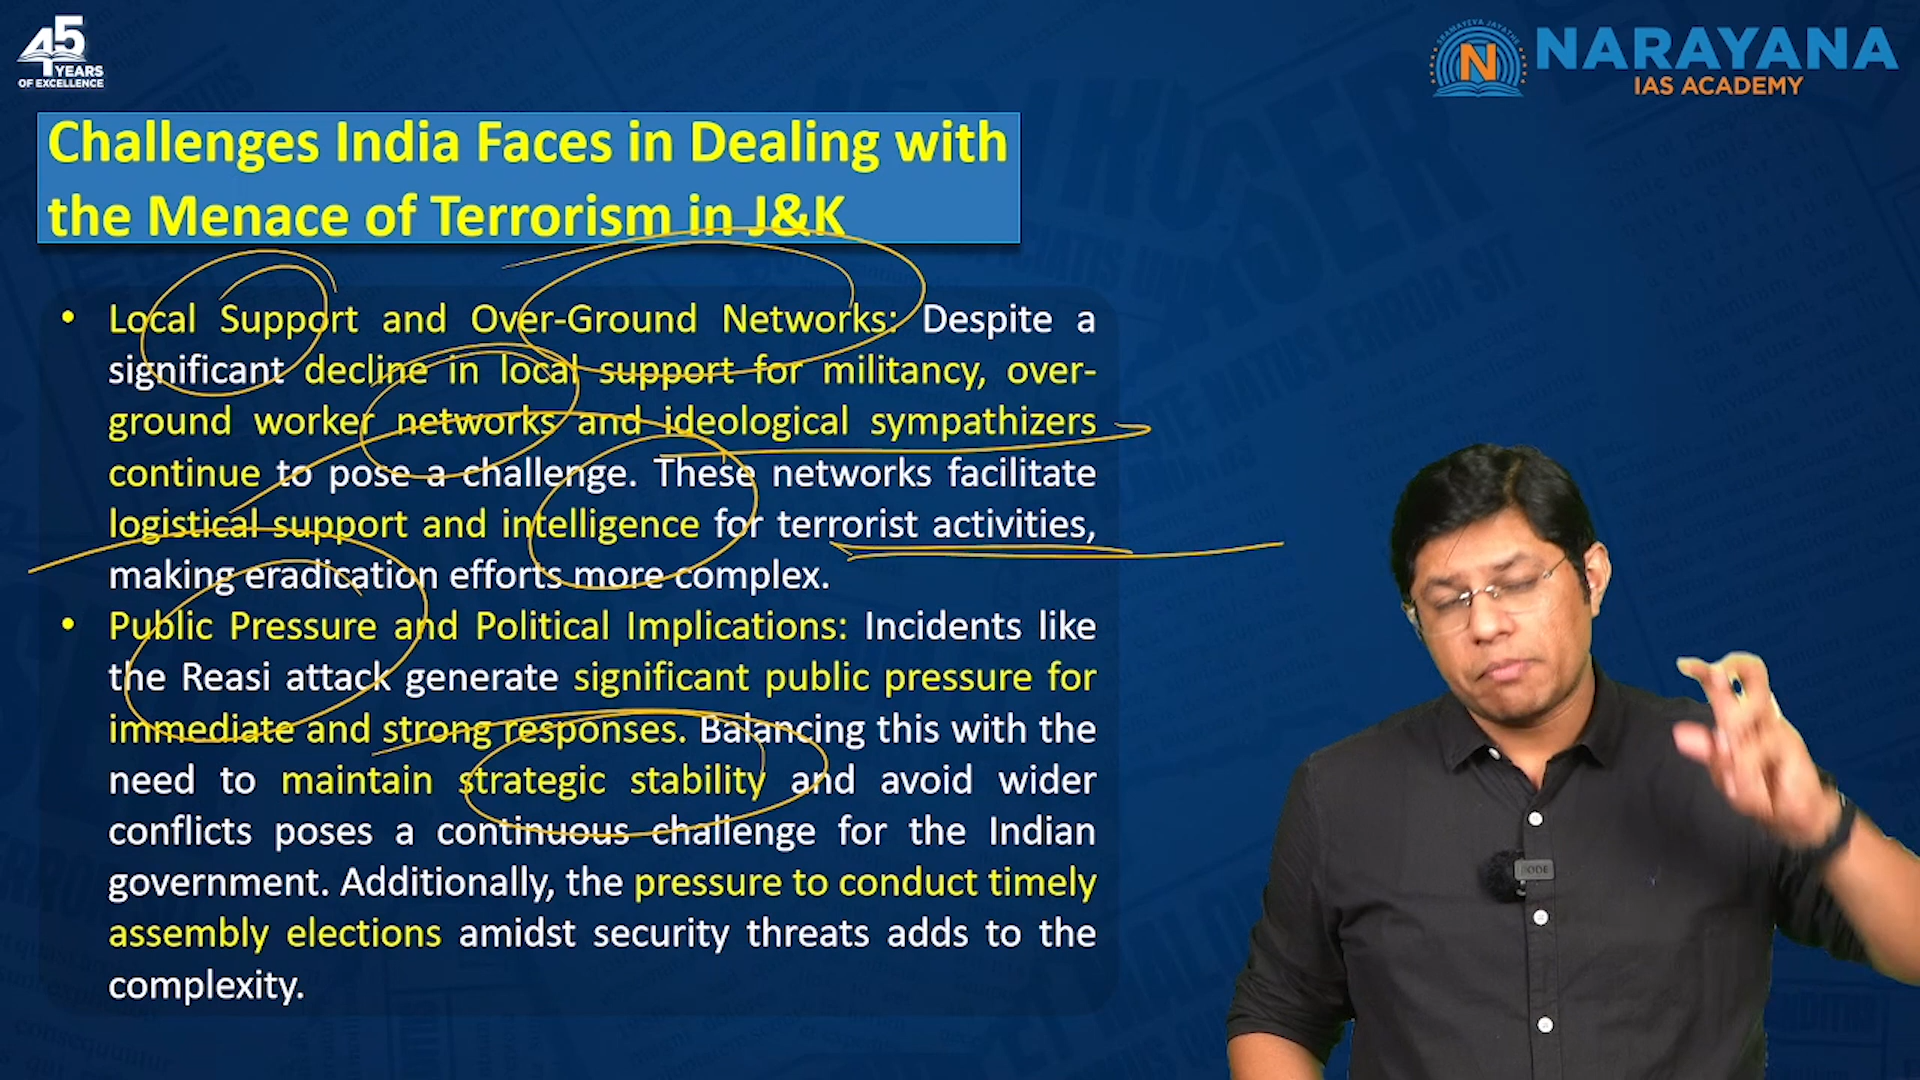 45
YEARS
OF EXCELLENCE
NARAYANA
IAS ACADEMY
Challenges India Faces in Dealing with
the Menace of Terrorism in J&K
• Local Support and Over-Ground Networks: Despite a
significant decline in local support for militancy, over-
ground worker networks and ideological sympathizers
continue to pose a challenge. These networks facilitate
logistical support and intelligence for terrorist activities,
making eradication efforts more complex.
• Public Pressure and Political Implications: Incidents like
the Reasi attack generate significant public pressure for
immediate and strong responses. Balancing this with the
need to maintain strategic stability and avoid wider
conflicts poses a continuous challenge for the Indian
government. Additionally, the pressure to conduct timely
assembly elections amidst security threats adds to the
complexity.